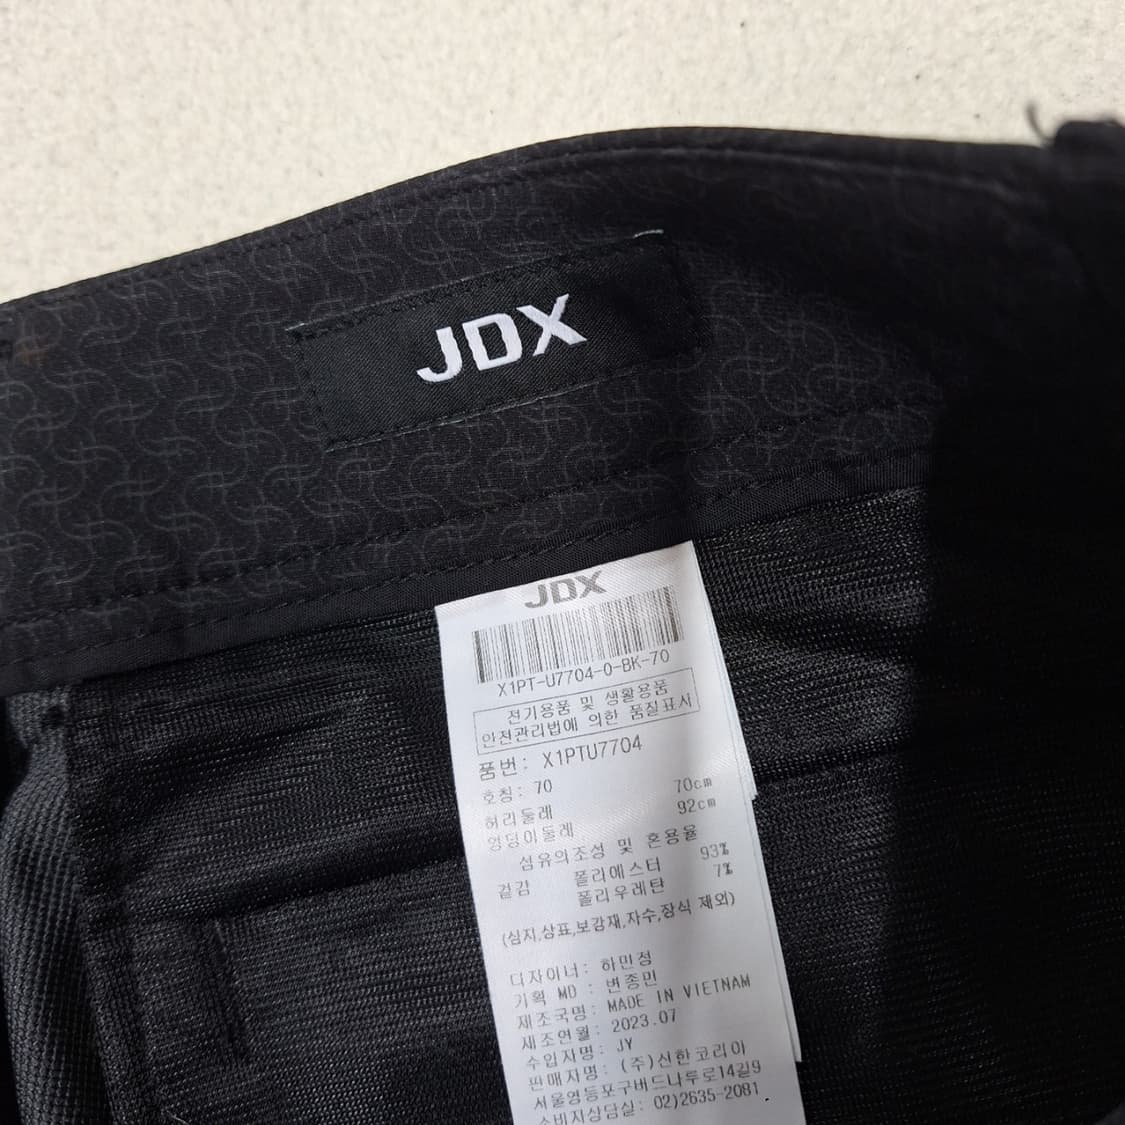 JDX
JDX
X1PT-U7704-0-BK-70
전기용품 및 생활용품
안전관리법에 의한 품질표시
품번: X1PTU7704
호칭: 70
허리둘레 70cm
엉덩이둘레 92cm
섬유의조성 및 혼용율
겉감 폴리에스터 93%
폴리우레탄 7%
(심지,상표,보강재,자수,장식 제외)
디자이너: 하민성
기획 MD : 변종민
제조국명: MADE IN VIETNAM
제조연월: 2023.07
수입자명: JY
판매자명: (주)신한코리아
서울영등포구버드나루로14길9
소비자상담실: 02)2635-2081